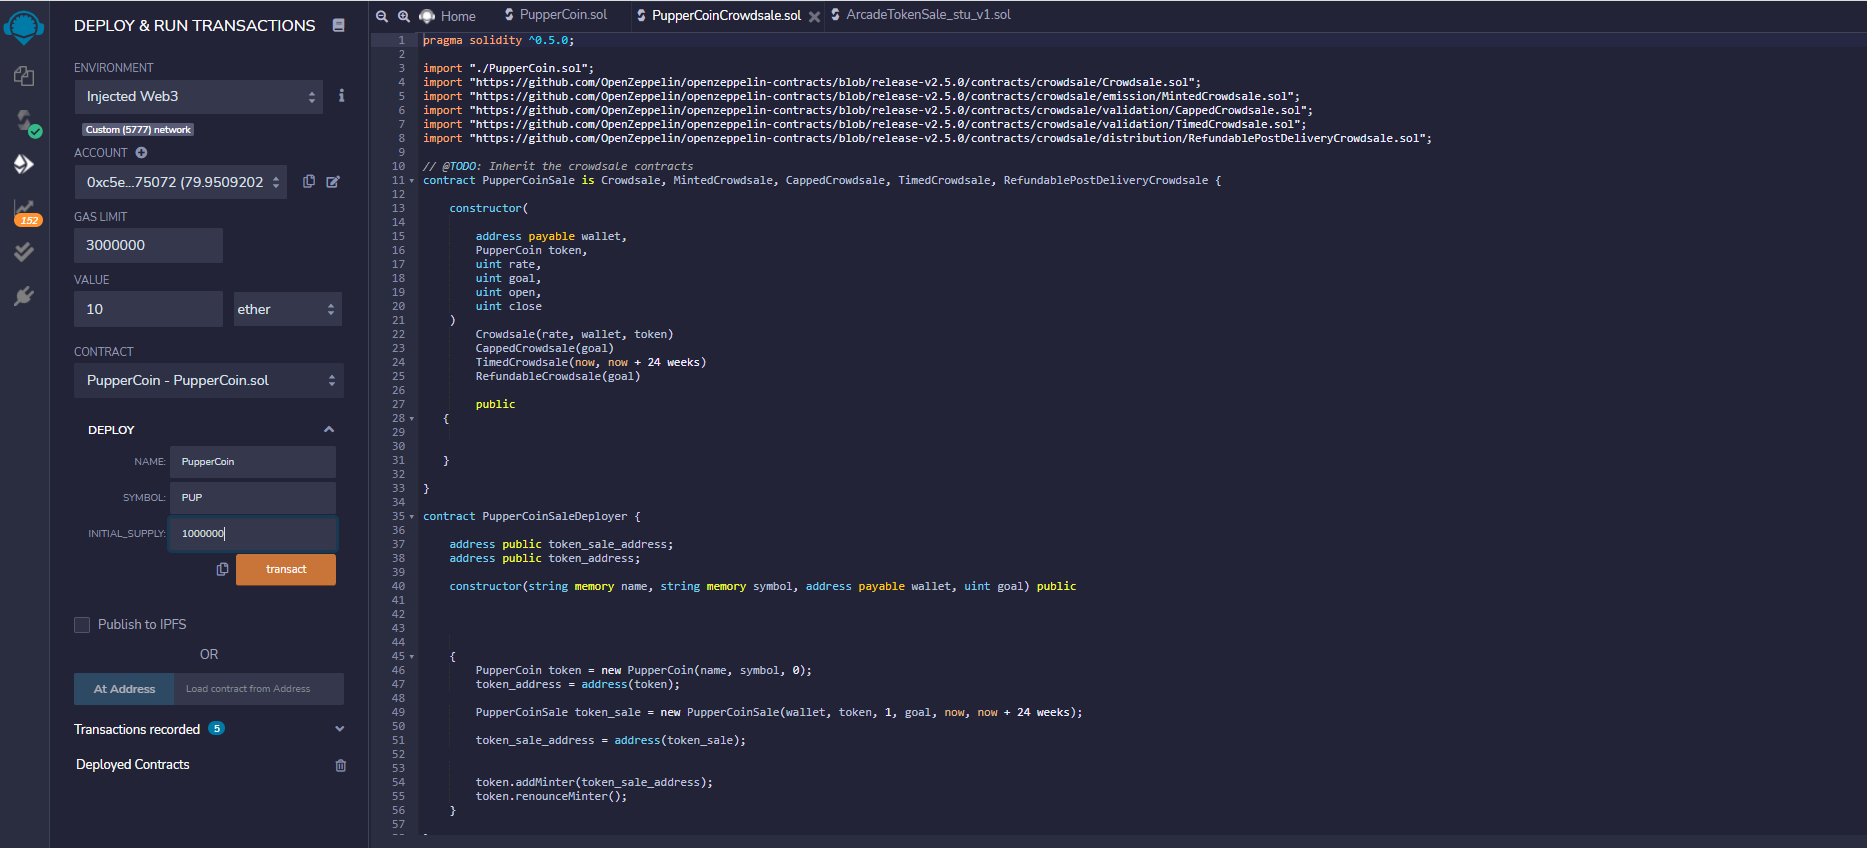 DEPLOY & RUN TRANSACTIONS
ENVIRONMENT
Injected Web3
Custom (5777) network
ACCOUNT
0xc5e...75072 (79.9509202
GAS LIMIT
3000000
VALUE
10
ether
CONTRACT
PupperCoin - PupperCoin.sol
DEPLOY
NAME:
PupperCoin
SYMBOL:
PUP
INITIAL_SUPPLY:
1000000
transact
Publish to IPFS
OR
At Address
Load contract from Address
Transactions recorded 5
Deployed Contracts
152
Home
PupperCoin.sol
PupperCoinCrowdsale.sol
ArcadeTokenSale_stu_v1.sol
1 pragma solidity ^0.5.0;
2
3 import "./PupperCoin.sol";
4 import "https://github.com/OpenZeppelin/openzeppelin-contracts/blob/release-v2.5.0/contracts/crowdsale/Crowdsale.sol";
5 import "https://github.com/OpenZeppelin/openzeppelin-contracts/blob/release-v2.5.0/contracts/crowdsale/emission/MintedCrowdsale.sol";
6 import "https://github.com/OpenZeppelin/openzeppelin-contracts/blob/release-v2.5.0/contracts/crowdsale/validation/CappedCrowdsale.sol";
7 import "https://github.com/OpenZeppelin/openzeppelin-contracts/blob/release-v2.5.0/contracts/crowdsale/validation/TimedCrowdsale.sol";
8 import "https://github.com/OpenZeppelin/openzeppelin-contracts/blob/release-v2.5.0/contracts/crowdsale/distribution/RefundablePostDeliveryCrowdsale.sol";
9
10 // @TODO: Inherit the crowdsale contracts
11 contract PupperCoinSale is Crowdsale, MintedCrowdsale, CappedCrowdsale, TimedCrowdsale, RefundablePostDeliveryCrowdsale {
12
13 constructor(
14
15 address payable wallet,
16 PupperCoin token,
17 uint rate,
18 uint goal,
19 uint open,
20 uint close
21 )
22 Crowdsale(rate, wallet, token)
23 CappedCrowdsale(goal)
24 TimedCrowdsale(now, now + 24 weeks)
25 RefundableCrowdsale(goal)
26
27 public
28 {
29
30
31 }
32
33 }
34
35 contract PupperCoinSaleDeployer {
36
37 address public token_sale_address;
38 address public token_address;
39
40 constructor(string memory name, string memory symbol, address payable wallet, uint goal) public
41
42
43
44
45 {
46 PupperCoin token = new PupperCoin(name, symbol, 0);
47 token_address = address(token);
48
49 PupperCoinSale token_sale = new PupperCoinSale(wallet, token, 1, goal, now, now + 24 weeks);
50
51 token_sale_address = address(token_sale);
52
53
54 token.addMinter(token_sale_address);
55 token.renounceMinter();
56 }
57